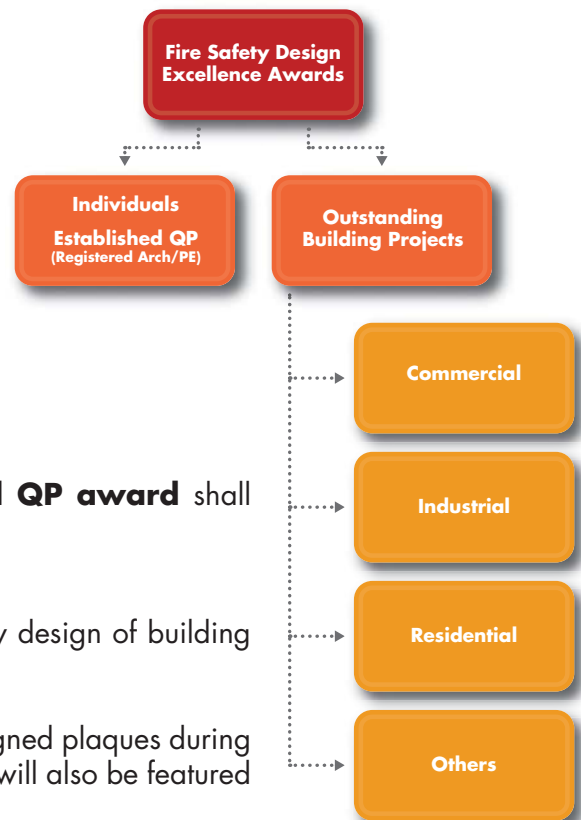 Fire Safety Design
Excellence Awards
Individuals
Established QP
(Registered Arch/PE)
Outstanding
Building Projects
Commercial
QP award shall
Industrial
design of building
Residential
plaques during
will also be featured
Others